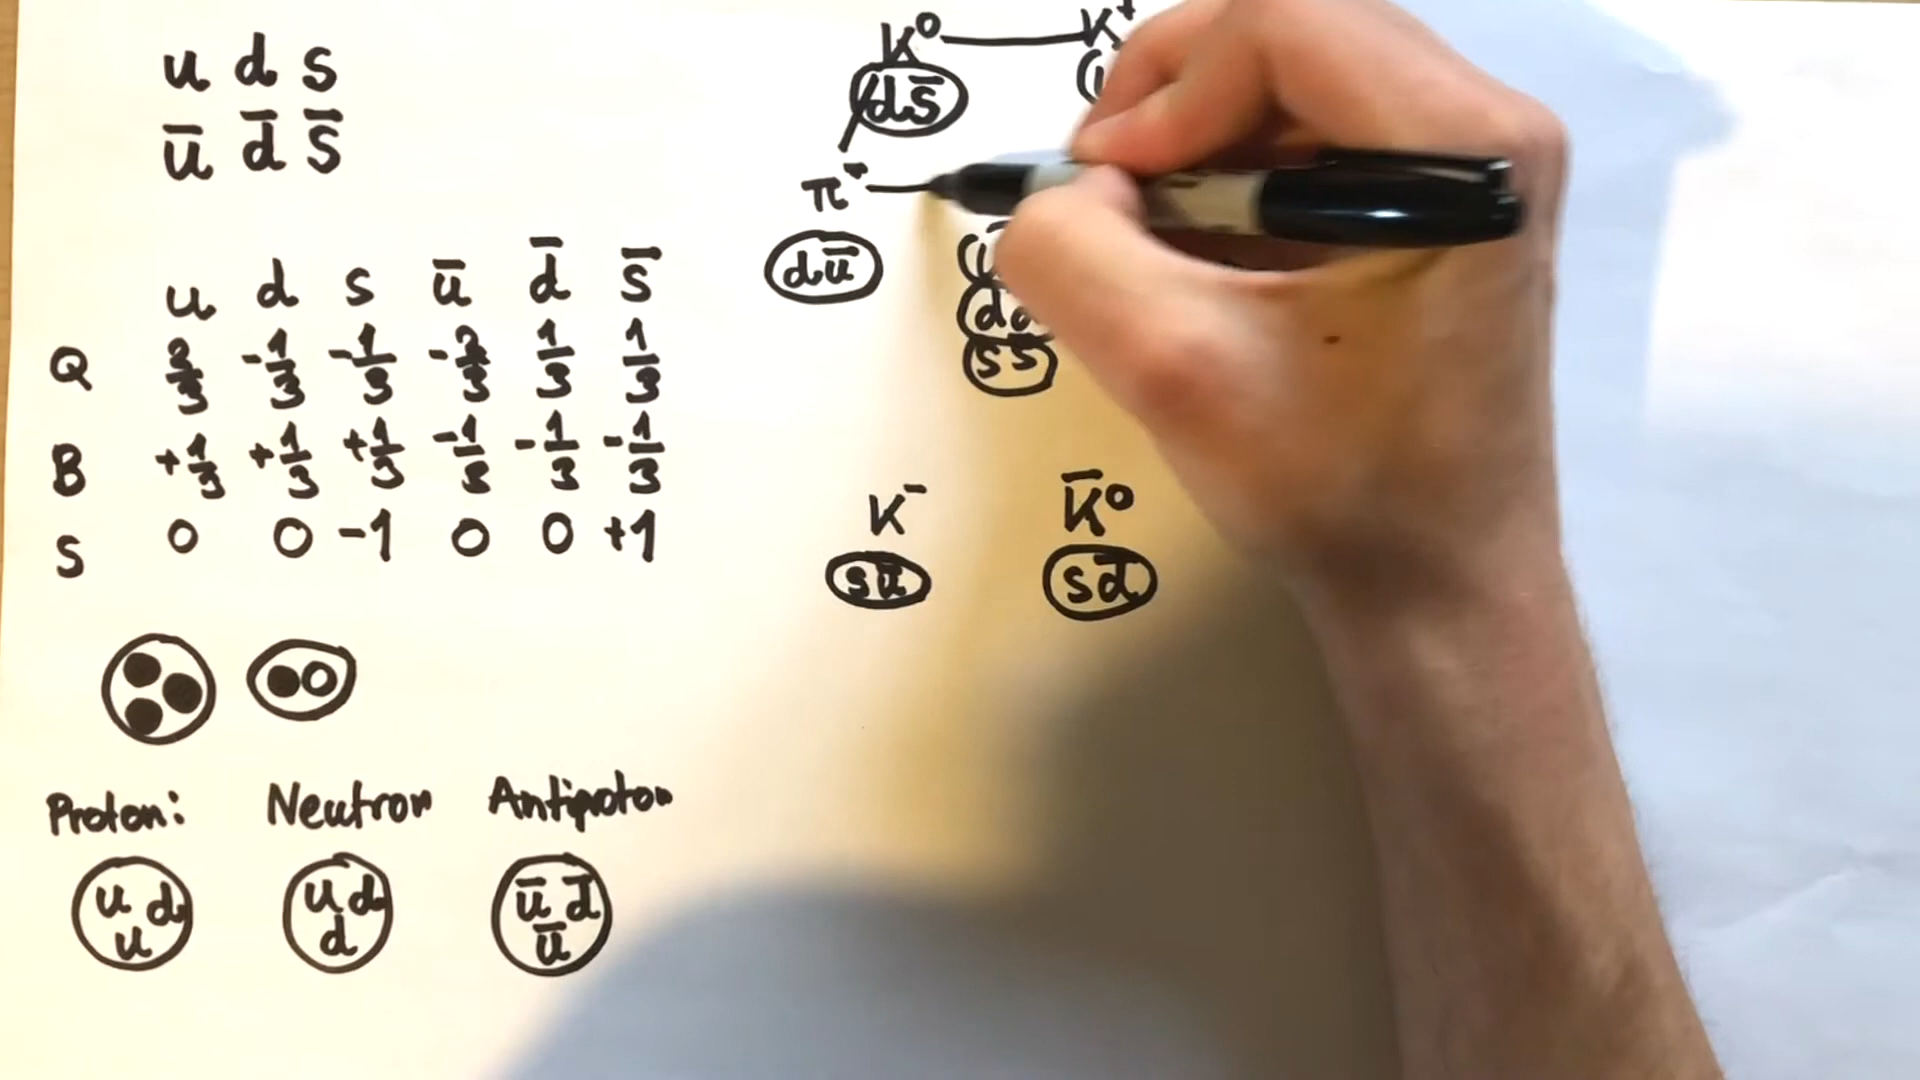 u d s
ū d̄ s̄
u d s ū d̄ s̄
Q 2/3 -1/3 -1/3 -2/3 1/3 1/3
B +1/3 +1/3 +1/3 -1/3 -1/3 -1/3
S 0 0 -1 0 0 +1
Proton: Neutron Antiproton
u d u
u d d
ū d̄ ū
K⁰ K⁺
ds̄
π⁻
dū
ss̄
K⁻ K̄⁰
sū sd̄